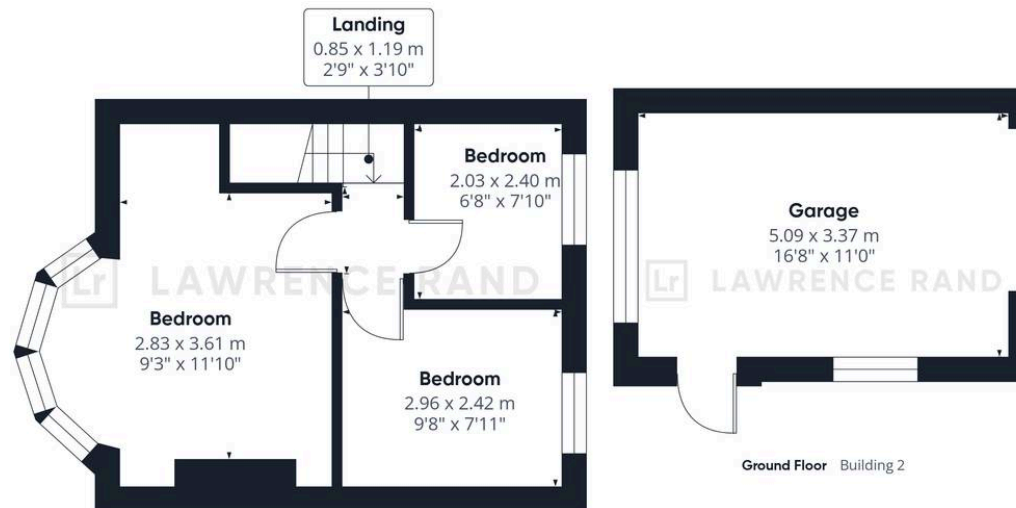 Landing
0.85 x 1.19 m
2'9" x 3'10"
Bedroom
2.03 x 2.40 m
6'8" x 7'10"
Garage
5.09 x 3.37 m
16'8" x 11'0"
Lr LAWRENCE RAND
Lr LAWRENCE RAND
Bedroom
2.83 x 3.61 m
9'3" x 11'10"
Bedroom
2.96 x 2.42 m
9'8" x 7'11"
Ground Floor Building 2